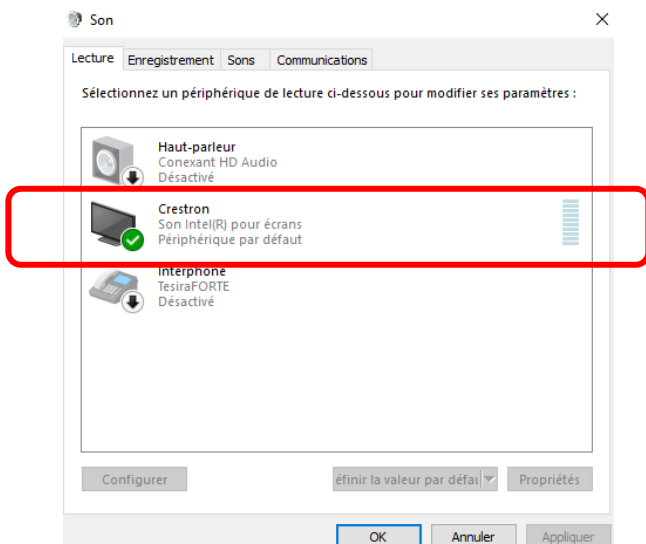 Son
Lecture Enregistrement Sons Communications
Sélectionnez un périphérique de lecture ci-dessous pour modifier ses paramètres :
Haut-parleur
Conexant HD Audio
Désactivé
Crestron
Son Intel(R) pour écrans
Périphérique par défaut
Interphone
TesiraFORTE
Désactivé
Configurer éfinir la valeur par défau Propriétés
OK Annuler Appliquer